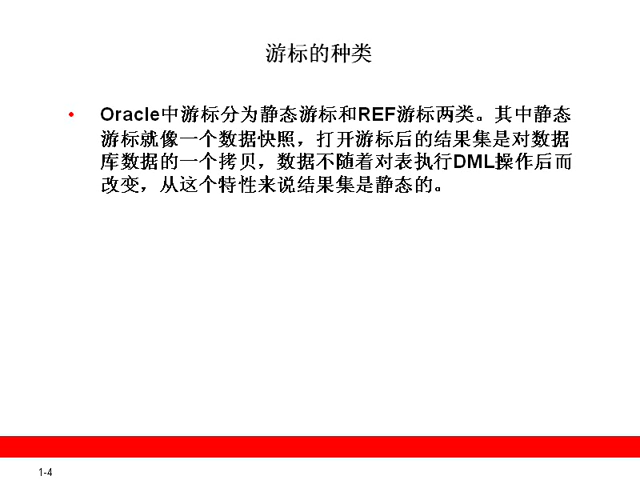 游标的种类
• Oracle中游标分为静态游标和REF游标两类。其中静态
游标就像一个数据快照，打开游标后的结果集是对数据
库数据的一个拷贝，数据不随着对表执行DML操作后而
改变，从这个特性来说结果集是静态的。
1-4